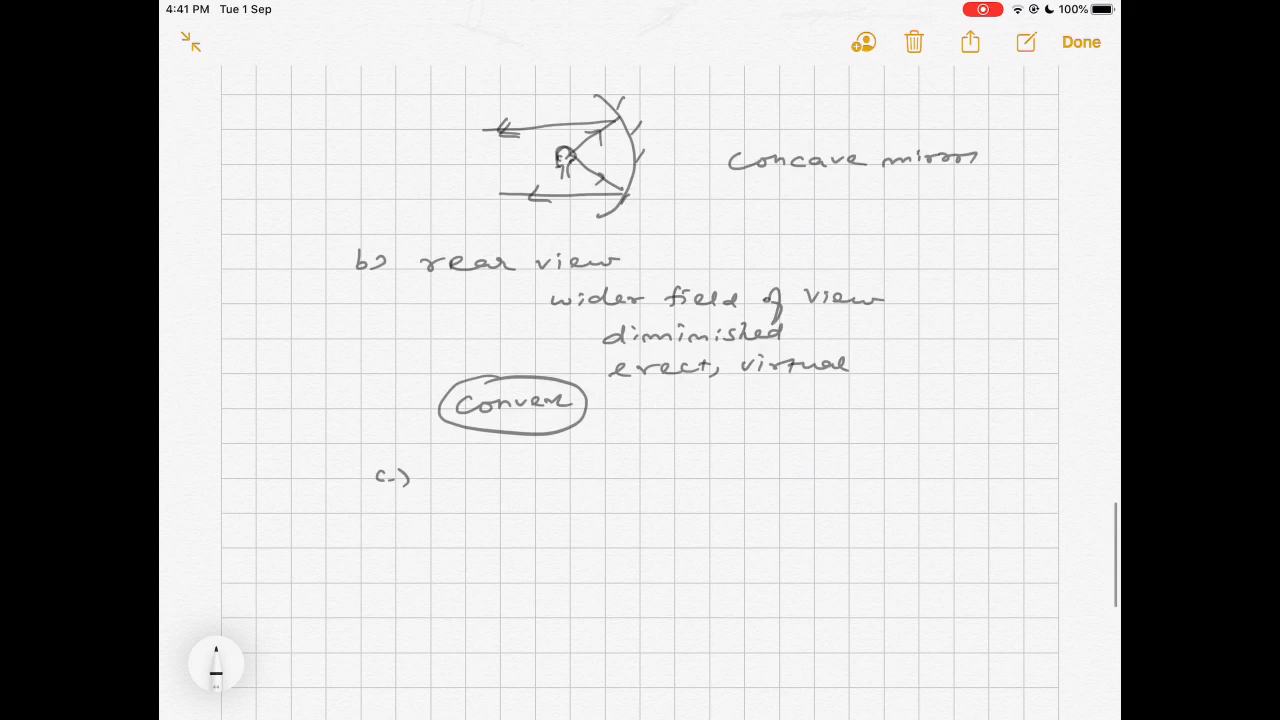 4:41 PM Tue 1 Sep
100%
Done
Concave mirror
b) rear view
wider field of view
diminished
erect, virtual
Convex
c-)